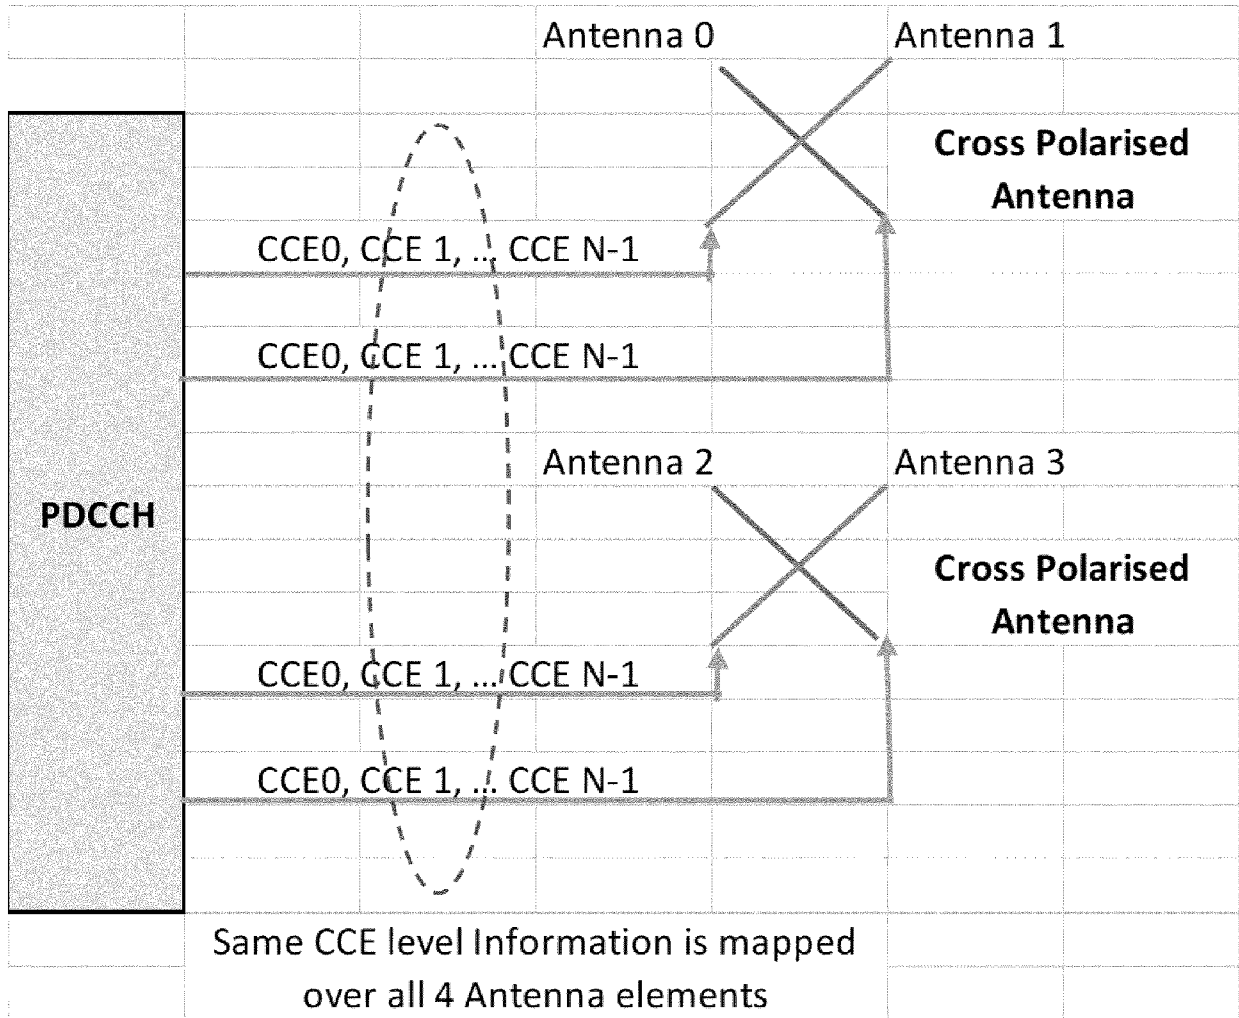 Antenna 0
Antenna 1
Cross Polarised
Antenna
CCE0, CCE 1, ... CCE N-1
CCE0, CCE 1, ... CCE N-1
Antenna 2
Antenna 3
PDCCH
Cross Polarised
Antenna
CCE0, CCE 1, ... CCE N-1
CCE0, CCE 1, ... CCE N-1
Same CCE level Information is mapped
over all 4 Antenna elements